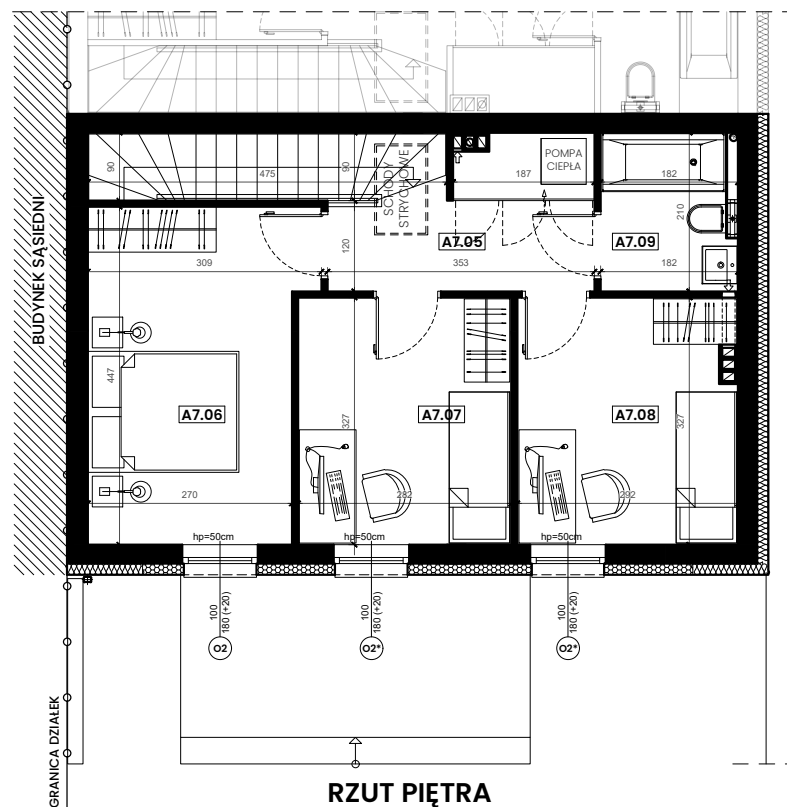 90
475
90
SCHODY
STRYCHOWE
187
POMPA
CIEPŁA
182
210
BUDYNEK SĄSIEDNI
120
A7.05
A7.09
309
353
182
447
A7.06
327
A7.07
A7.08
327
270
282
292
hp=50cm
hp=50cm
hp=50cm
100
180 (+20)
100
180 (+20)
100
180 (+20)
O2
O2*
O2*
GRANICA DZIAŁEK
RZUT PIĘTRA